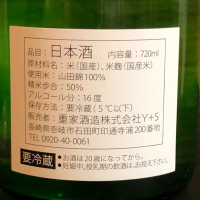 品目：日本酒 内容量：720ml
原材料名：米（国産）、米麹（国産米）
使用米：山田錦100％
精米歩合：50％
アルコール分：16度
保存方法：要冷蔵（5℃以下）
販売者：重家酒造株式会社Y+S
長崎県壱岐市石田町印通寺浦200番地
TEL 0920-40-0061
要冷蔵
●お酒は20歳になってから。
●妊娠中、授乳期の飲酒は、お控え下さい。